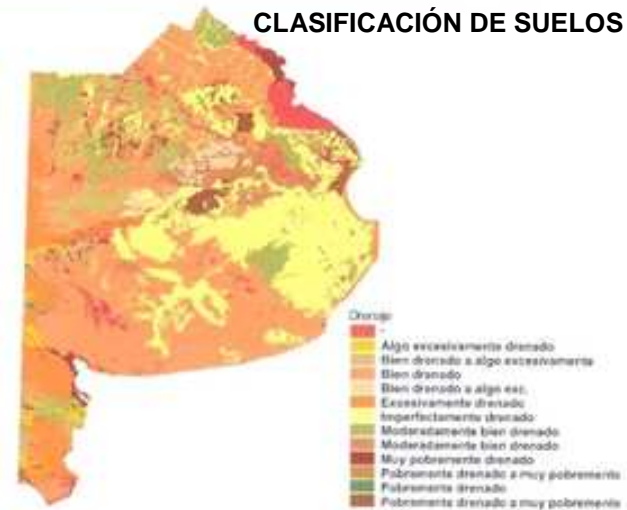 CLASIFICACIÓN DE SUELOS
Drenaje
-
Algo excesivamente drenado
Bien drenado a algo excesivamente
Bien drenado
Bien drenado a algo exc.
Excesivamente drenado
Imperfectamente drenado
Moderadamente bien drenado
Moderadamente bien drenado
Muy pobremente drenado
Pobremente drenado a muy pobremente
Pobremente drenado
Pobremente drenado a muy pobremente